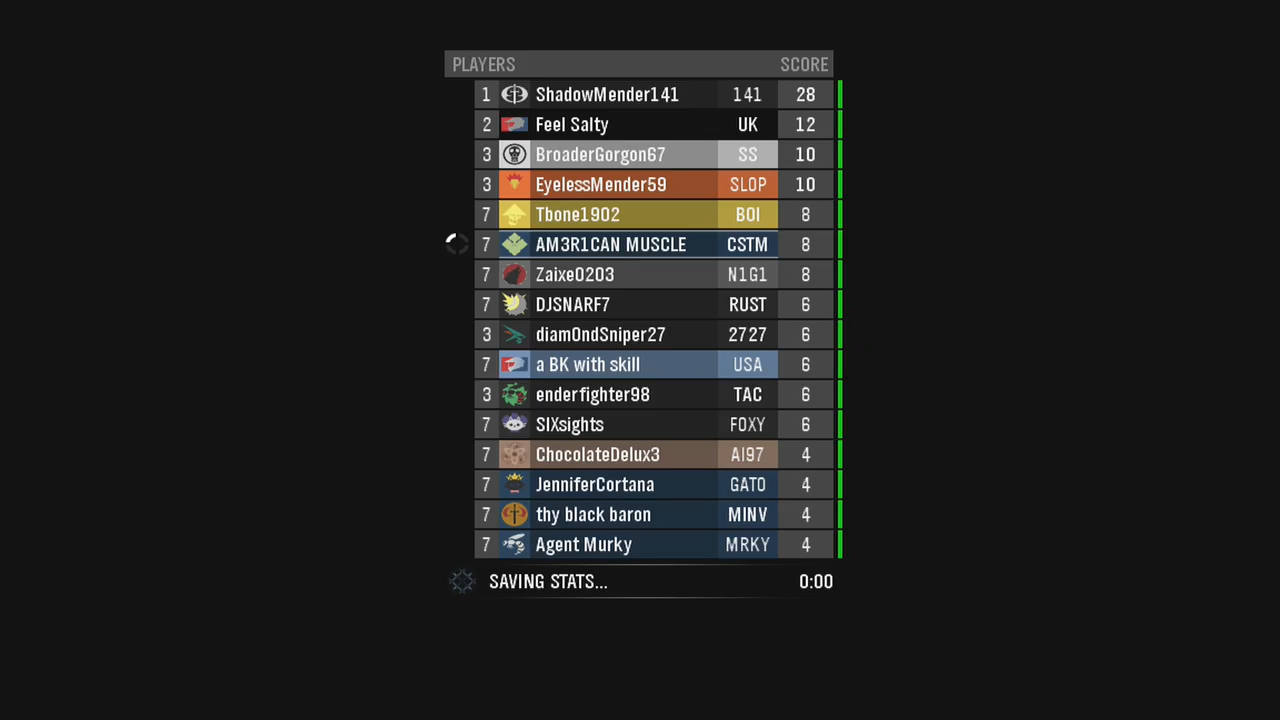 PLAYERS SCORE
1 ShadowMender141 141 28
2 Feel Salty UK 12
3 BroaderGorgon67 SS 10
3 EyelessMender59 SLOP 10
7 Tbone1902 BOI 8
7 AM3R1CAN MUSCLE CSTM 8
7 Zaixe0203 N1G1 8
7 DJSNARF7 RUST 6
3 diam0ndSniper27 2727 6
7 a BK with skill USA 6
3 enderfighter98 TAC 6
7 SIXsights FOXY 6
7 ChocolateDelux3 AI97 4
7 JenniferCortana GATO 4
7 thy black baron MINV 4
7 Agent Murky MRKY 4
SAVING STATS... 0:00